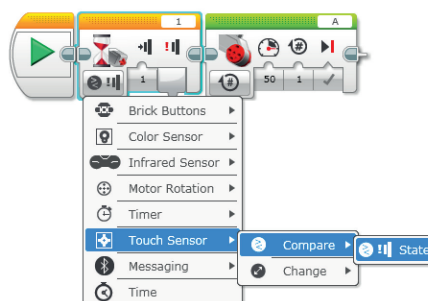 1
A
1
50 1
#
Brick Buttons
Color Sensor
Infrared Sensor
Motor Rotation
Timer
Touch Sensor
Compare
State
Messaging
Change
Time